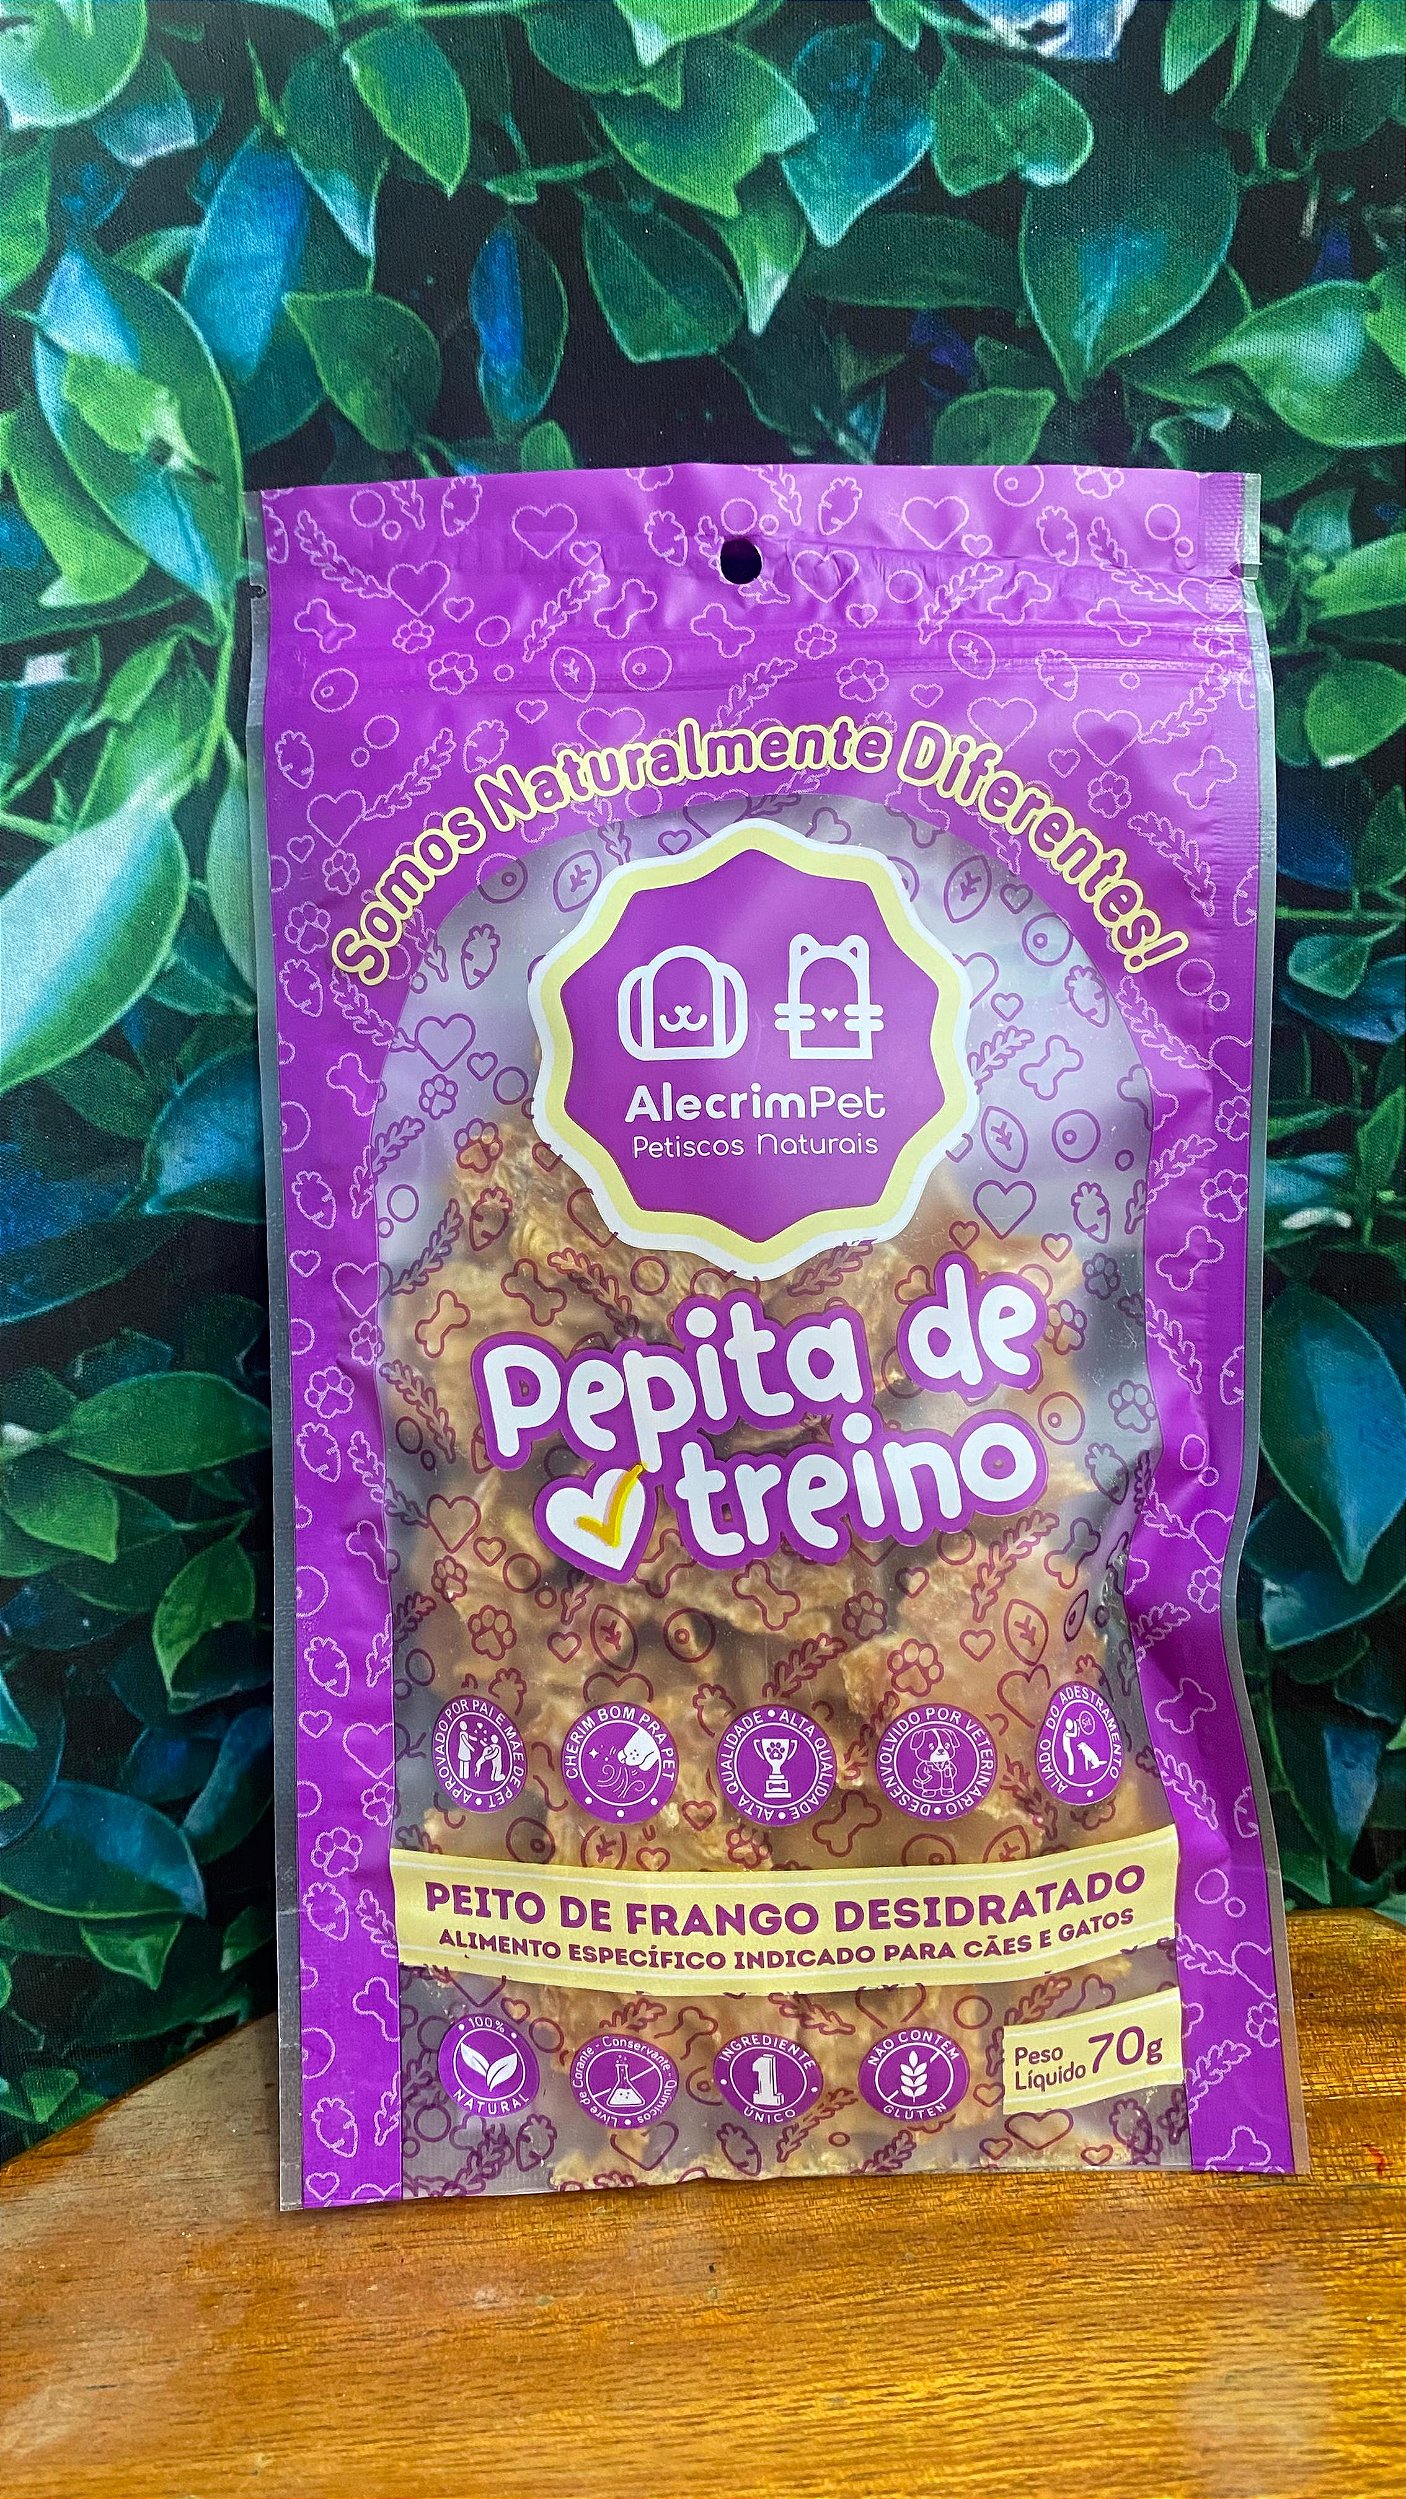 Somos Naturalmente Diferentes!
AlecrimPet
Petiscos Naturais
Pepita de
treino
APROVADO POR PAI E MÃE DE PET
CHERIM BOM PRA PET
ALTA QUALIDADE • ALTA QUALIDADE
DESENVOLVIDO POR VETERINÁRIO
ALIADO DO ADESTRAMENTO
PEITO DE FRANGO DESIDRATADO
ALIMENTO ESPECÍFICO INDICADO PARA CÃES E GATOS
100%
NATURAL
Livre de Corante - Conservante - Químicos
INGREDIENTE
1
ÚNICO
NÃO CONTÉM
GLÚTEN
Peso
Líquido 70g